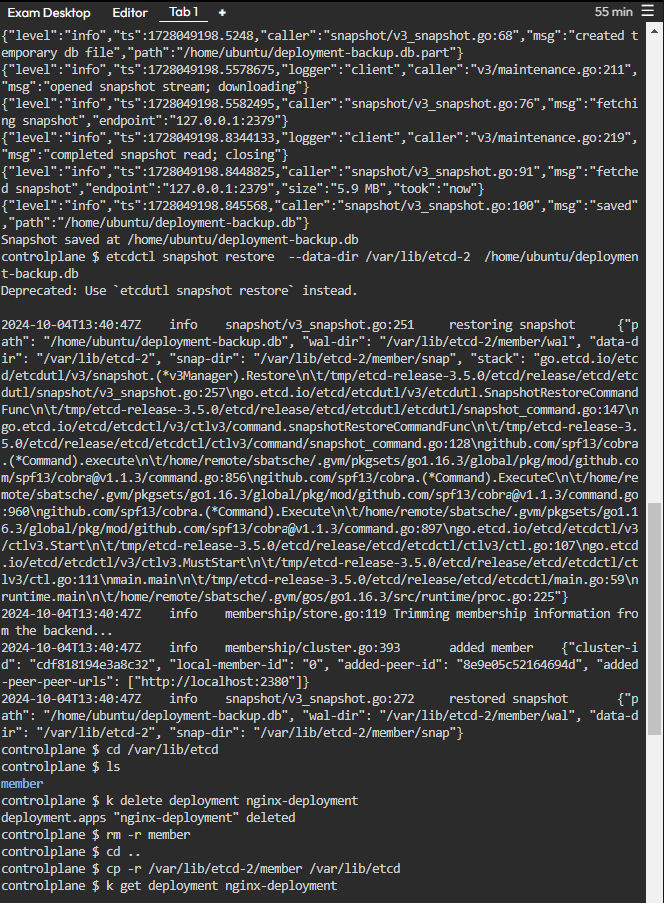 Exam Desktop Editor Tab 1 + 55 min
{"level":"info","ts":1728049198.5248,"caller":"snapshot/v3_snapshot.go:68","msg":"created t
emporary db file","path":"/home/ubuntu/deployment-backup.db.part"}
{"level":"info","ts":1728049198.5578675,"logger":"client","caller":"v3/maintenance.go:211",
"msg":"opened snapshot stream; downloading"}
{"level":"info","ts":1728049198.5582495,"caller":"snapshot/v3_snapshot.go:76","msg":"fetchi
ng snapshot","endpoint":"127.0.0.1:2379"}
{"level":"info","ts":1728049198.8344133,"logger":"client","caller":"v3/maintenance.go:219",
"msg":"completed snapshot read; closing"}
{"level":"info","ts":1728049198.8448825,"caller":"snapshot/v3_snapshot.go:91","msg":"fetche
d snapshot","endpoint":"127.0.0.1:2379","size":"5.9 MB","took":"now"}
{"level":"info","ts":1728049198.845568,"caller":"snapshot/v3_snapshot.go:100","msg":"saved"
,"path":"/home/ubuntu/deployment-backup.db"}
Snapshot saved at /home/ubuntu/deployment-backup.db
controlplane $ etcdctl snapshot restore  --data-dir /var/lib/etcd-2  /home/ubuntu/deploymen
t-backup.db
Deprecated: Use `etcdutl snapshot restore` instead.

2024-10-04T13:40:47Z    info    snapshot/v3_snapshot.go:251     restoring snapshot      {"p
ath": "/home/ubuntu/deployment-backup.db", "wal-dir": "/var/lib/etcd-2/member/wal", "data-d
ir": "/var/lib/etcd-2", "snap-dir": "/var/lib/etcd-2/member/snap", "stack": "go.etcd.io/etc
d/etcdutl/v3/snapshot.(*v3Manager).Restore\n\t/tmp/etcd-release-3.5.0/etcd/release/etcd/etc
dutl/snapshot/v3_snapshot.go:257\ngo.etcd.io/etcd/etcdutl/v3/etcdutl.SnapshotRestoreCommand
Func\n\t/tmp/etcd-release-3.5.0/etcd/release/etcd/etcdutl/etcdutl/snapshot_command.go:147\n
go.etcd.io/etcd/etcdctl/v3/ctlv3/command.snapshotRestoreCommandFunc\n\t/tmp/etcd-release-3.
5.0/etcd/release/etcd/etcdctl/ctlv3/command/snapshot_command.go:128\ngithub.com/spf13/cobra
.(*Command).execute\n\t/home/remote/sbatsche/.gvm/pkgsets/go1.16.3/global/pkg/mod/github.co
m/spf13/cobra@v1.1.3/command.go:856\ngithub.com/spf13/cobra.(*Command).ExecuteC\n\t/home/re
mote/sbatsche/.gvm/pkgsets/go1.16.3/global/pkg/mod/github.com/spf13/cobra@v1.1.3/command.go
:960\ngithub.com/spf13/cobra.(*Command).Execute\n\t/home/remote/sbatsche/.gvm/pkgsets/go1.1
6.3/global/pkg/mod/github.com/spf13/cobra@v1.1.3/command.go:897\ngo.etcd.io/etcd/etcdctl/v3
/ctlv3.Start\n\t/tmp/etcd-release-3.5.0/etcd/release/etcd/etcdctl/ctlv3/ctl.go:107\ngo.etcd
.io/etcd/etcdctl/v3/ctlv3.MustStart\n\t/tmp/etcd-release-3.5.0/etcd/release/etcd/etcdctl/ct
lv3/ctl.go:111\nmain.main\n\t/tmp/etcd-release-3.5.0/etcd/release/etcd/etcdctl/main.go:59\n
runtime.main\n\t/home/remote/sbatsche/.gvm/gos/go1.16.3/src/runtime/proc.go:225"}
2024-10-04T13:40:47Z    info    membership/store.go:119 Trimming membership information fro
m the backend...
2024-10-04T13:40:47Z    info    membership/cluster.go:393       added member    {"cluster-i
d": "cdf818194e3a8c32", "local-member-id": "0", "added-peer-id": "8e9e05c52164694d", "added
-peer-peer-urls": ["http://localhost:2380"]}
2024-10-04T13:40:47Z    info    snapshot/v3_snapshot.go:272     restored snapshot       {"p
ath": "/home/ubuntu/deployment-backup.db", "wal-dir": "/var/lib/etcd-2/member/wal", "data-d
ir": "/var/lib/etcd-2", "snap-dir": "/var/lib/etcd-2/member/snap"}
controlplane $ cd /var/lib/etcd
controlplane $ ls
member
controlplane $ k delete deployment nginx-deployment
deployment.apps "nginx-deployment" deleted
controlplane $ rm -r member
controlplane $ cd ..
controlplane $ cp -r /var/lib/etcd-2/member /var/lib/etcd
controlplane $ k get deployment nginx-deployment